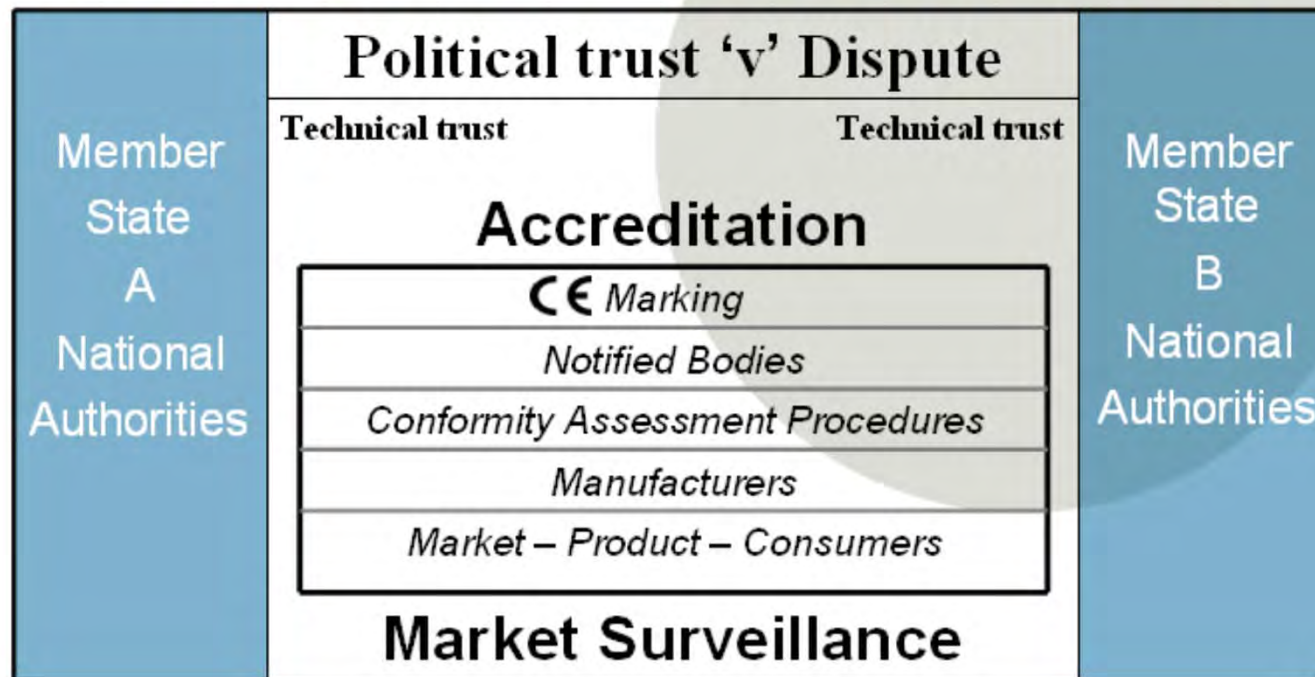 Political trust ‘v’ Dispute
Technical trust
Technical trust
Member
State
A
National
Authorities
Accreditation
CE Marking
Notified Bodies
Conformity Assessment Procedures
Manufacturers
Market – Product – Consumers
Market Surveillance
Member
State
B
National
Authorities